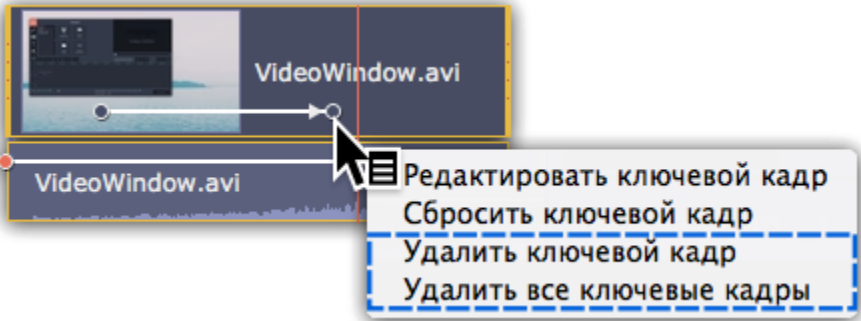 VideoWindow.avi
VideoWindow.avi
Редактировать ключевой кадр
Сбросить ключевой кадр
Удалить ключевой кадр
Удалить все ключевые кадры